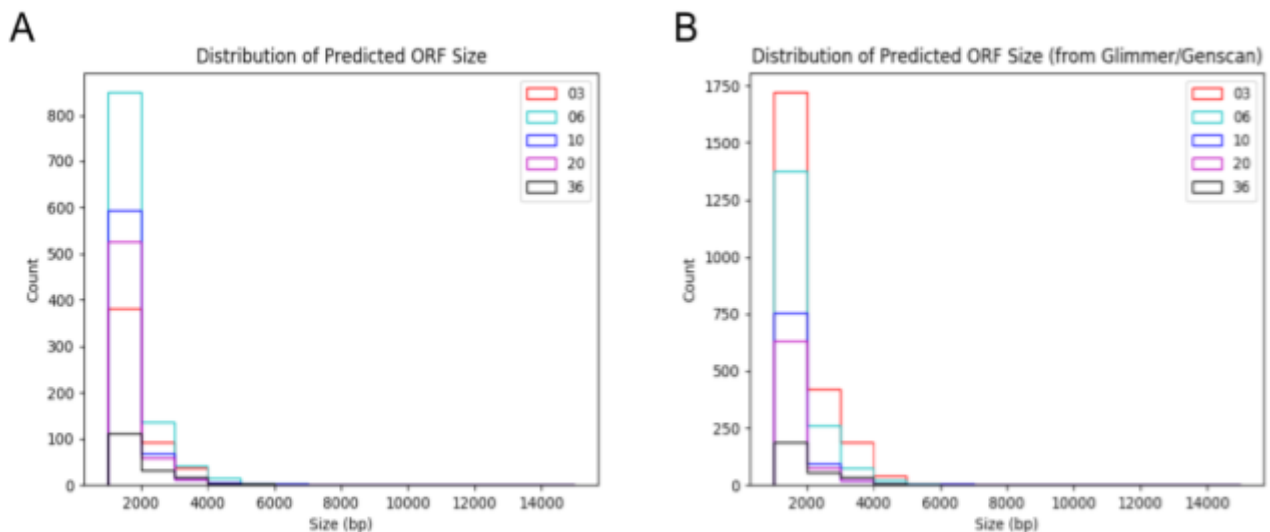 A
Distribution of Predicted ORF Size
Count
800
700
600
500
400
300
200
100
0
2000 4000 6000 8000 10000 12000 14000
Size (bp)
03
06
10
20
36
B
Distribution of Predicted ORF Size (from Glimmer/Genscan)
Count
1750
1500
1250
1000
750
500
250
0
2000 4000 6000 8000 10000 12000 14000
Size (bp)
03
06
10
20
36